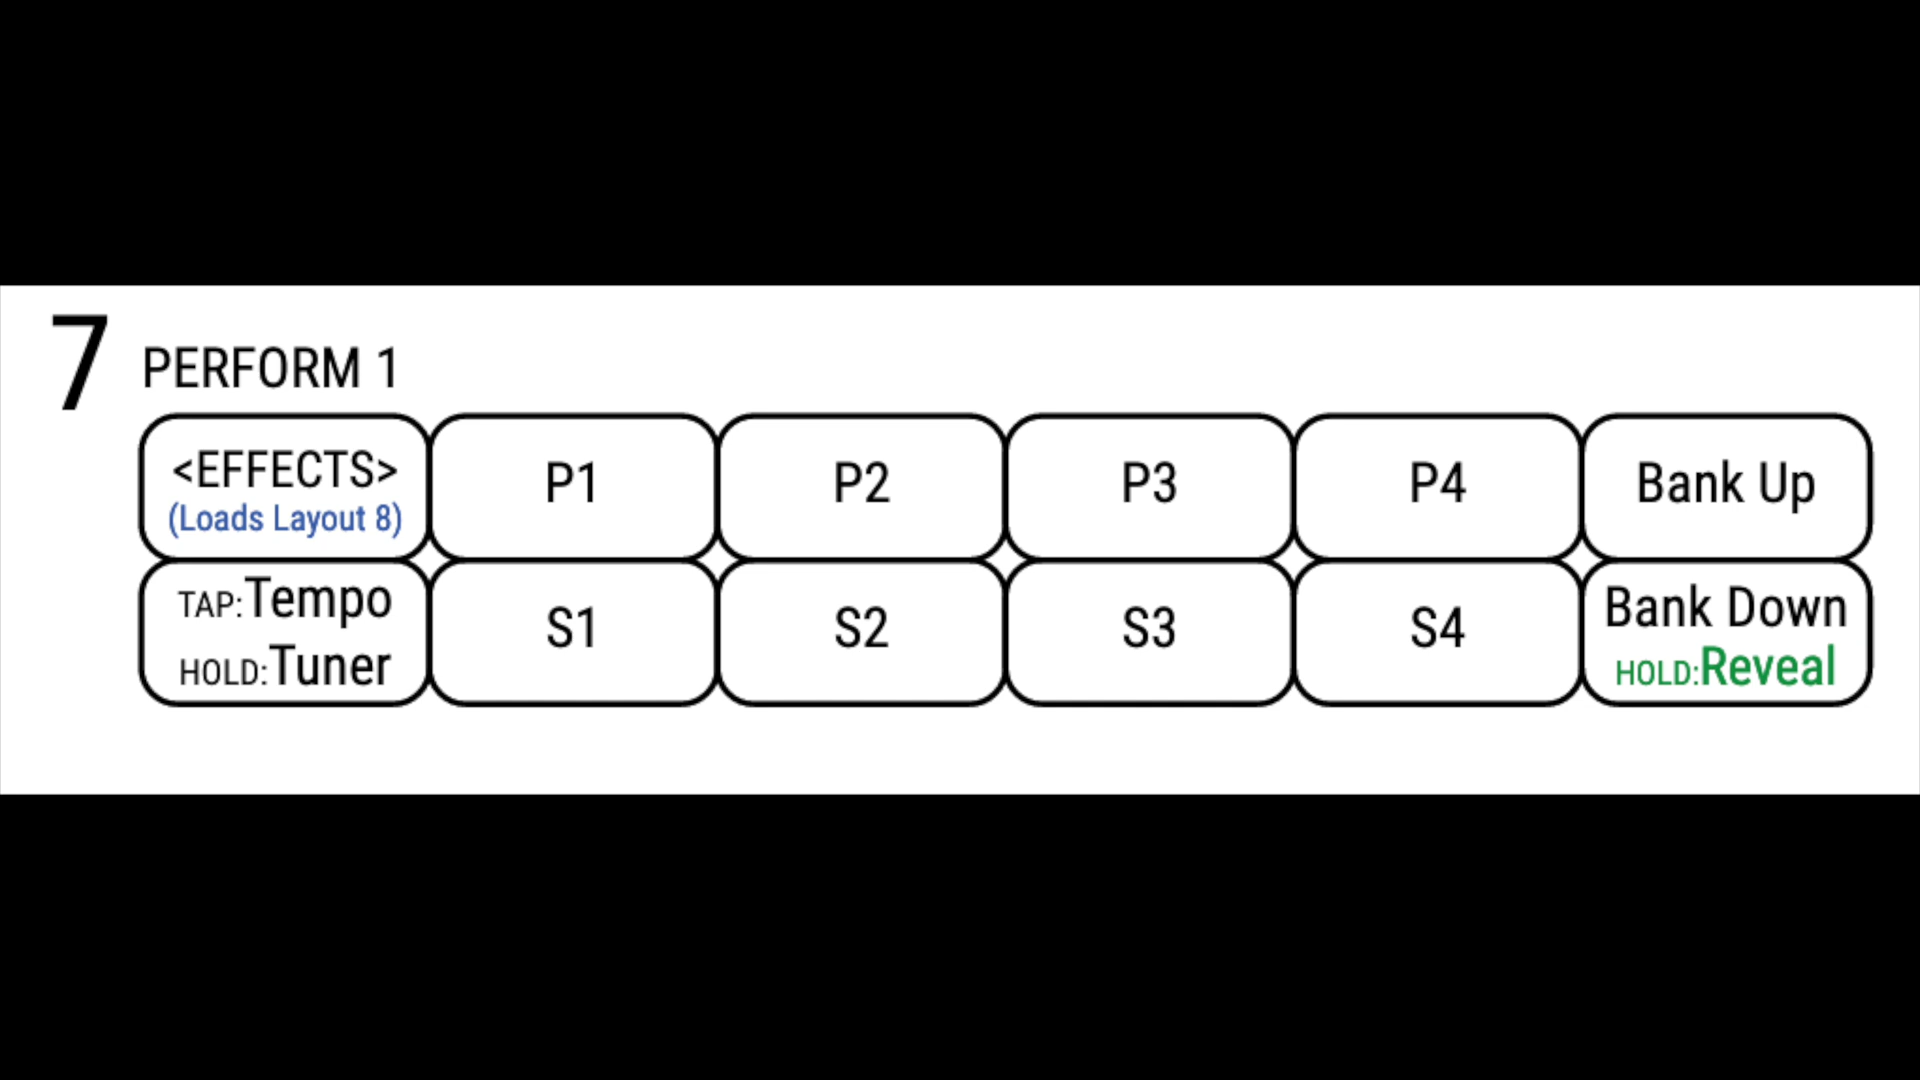 7 PERFORM 1
<EFFECTS>
(Loads Layout 8)
P1
P2
P3
P4
Bank Up
TAP:Tempo
HOLD:Tuner
S1
S2
S3
S4
Bank Down
HOLD:Reveal